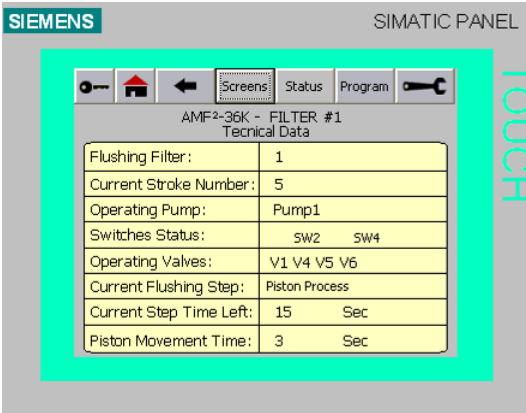 SIEMENS
SIMATIC PANEL
TOUCH
Screens Status Program
AMF²-36K - FILTER #1
Tecnical Data
Flushing Filter: 1
Current Stroke Number: 5
Operating Pump: Pump1
Switches Status: SW2 SW4
Operating Valves: V1 V4 V5 V6
Current Flushing Step: Piston Process
Current Step Time Left: 15 Sec
Piston Movement Time: 3 Sec